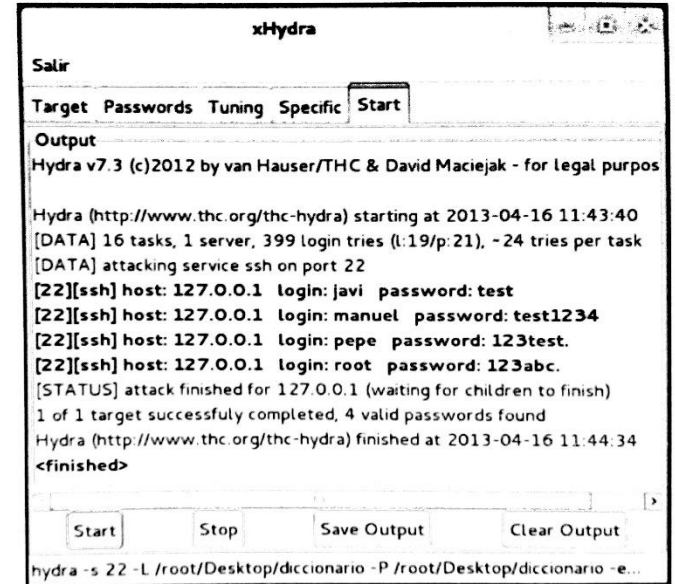 xHydra
Salir
Target Passwords Tuning Specific Start
Output
Hydra v7.3 (c)2012 by van Hauser/THC & David Maciejak - for legal purpos
Hydra (http://www.thc.org/thc-hydra) starting at 2013-04-16 11:43:40
[DATA] 16 tasks, 1 server, 399 login tries (l:19/p:21), ~24 tries per task
[DATA] attacking service ssh on port 22
[22][ssh] host: 127.0.0.1 login: javi password: test
[22][ssh] host: 127.0.0.1 login: manuel password: test1234
[22][ssh] host: 127.0.0.1 login: pepe password: 123test.
[22][ssh] host: 127.0.0.1 login: root password: 123abc.
[STATUS] attack finished for 127.0.0.1 (waiting for children to finish)
1 of 1 target successfuly completed, 4 valid passwords found
Hydra (http://www.thc.org/thc-hydra) finished at 2013-04-16 11:44:34
<finished>
Start Stop Save Output Clear Output
hydra -s 22 -L /root/Desktop/diccionario -P /root/Desktop/diccionario -e...